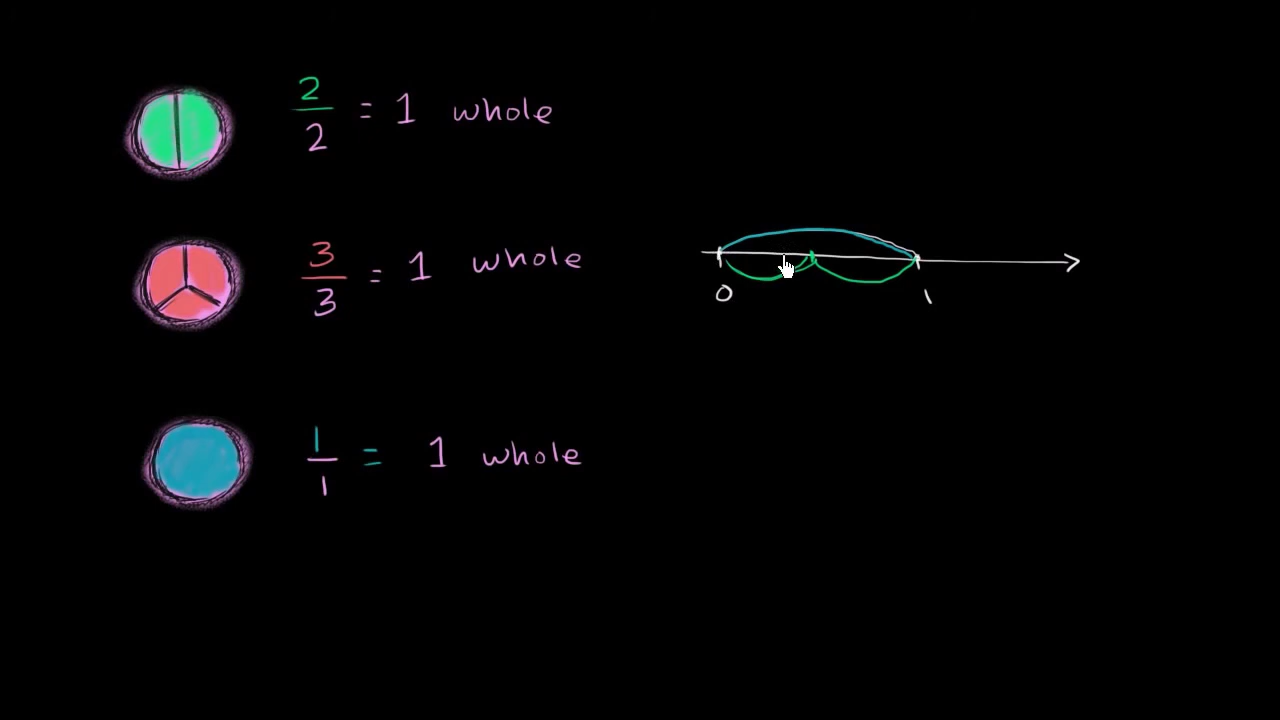 2/2 = 1 whole
3/3 = 1 whole
0 1
1/1 = 1 whole